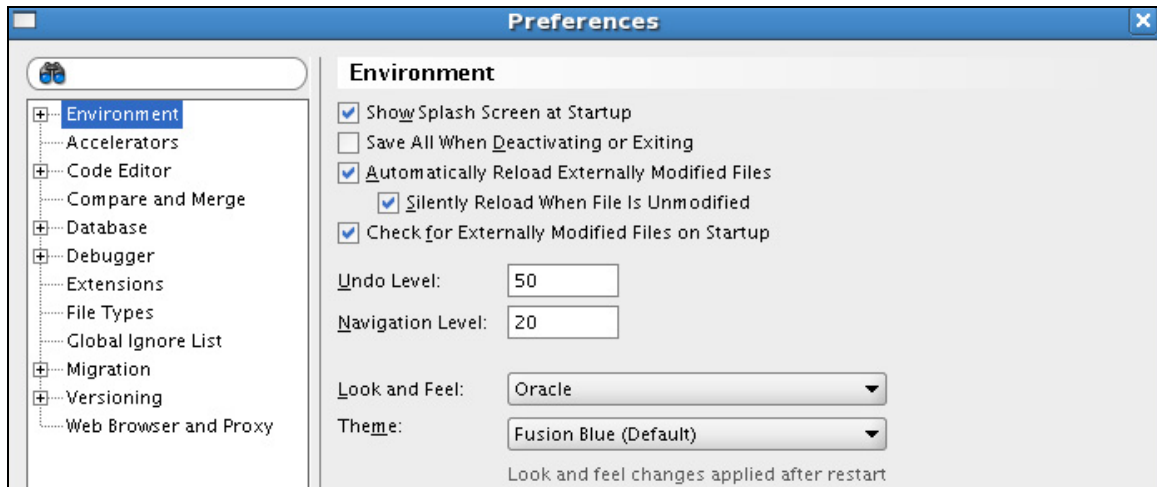 Preferences
Environment
Accelerators
Code Editor
Compare and Merge
Database
Debugger
Extensions
File Types
Global Ignore List
Migration
Versioning
Web Browser and Proxy
Environment
Show Splash Screen at Startup
Save All When Deactivating or Exiting
Automatically Reload Externally Modified Files
Silently Reload When File Is Unmodified
Check for Externally Modified Files on Startup
Undo Level: 50
Navigation Level: 20
Look and Feel: Oracle
Theme: Fusion Blue (Default)
Look and feel changes applied after restart